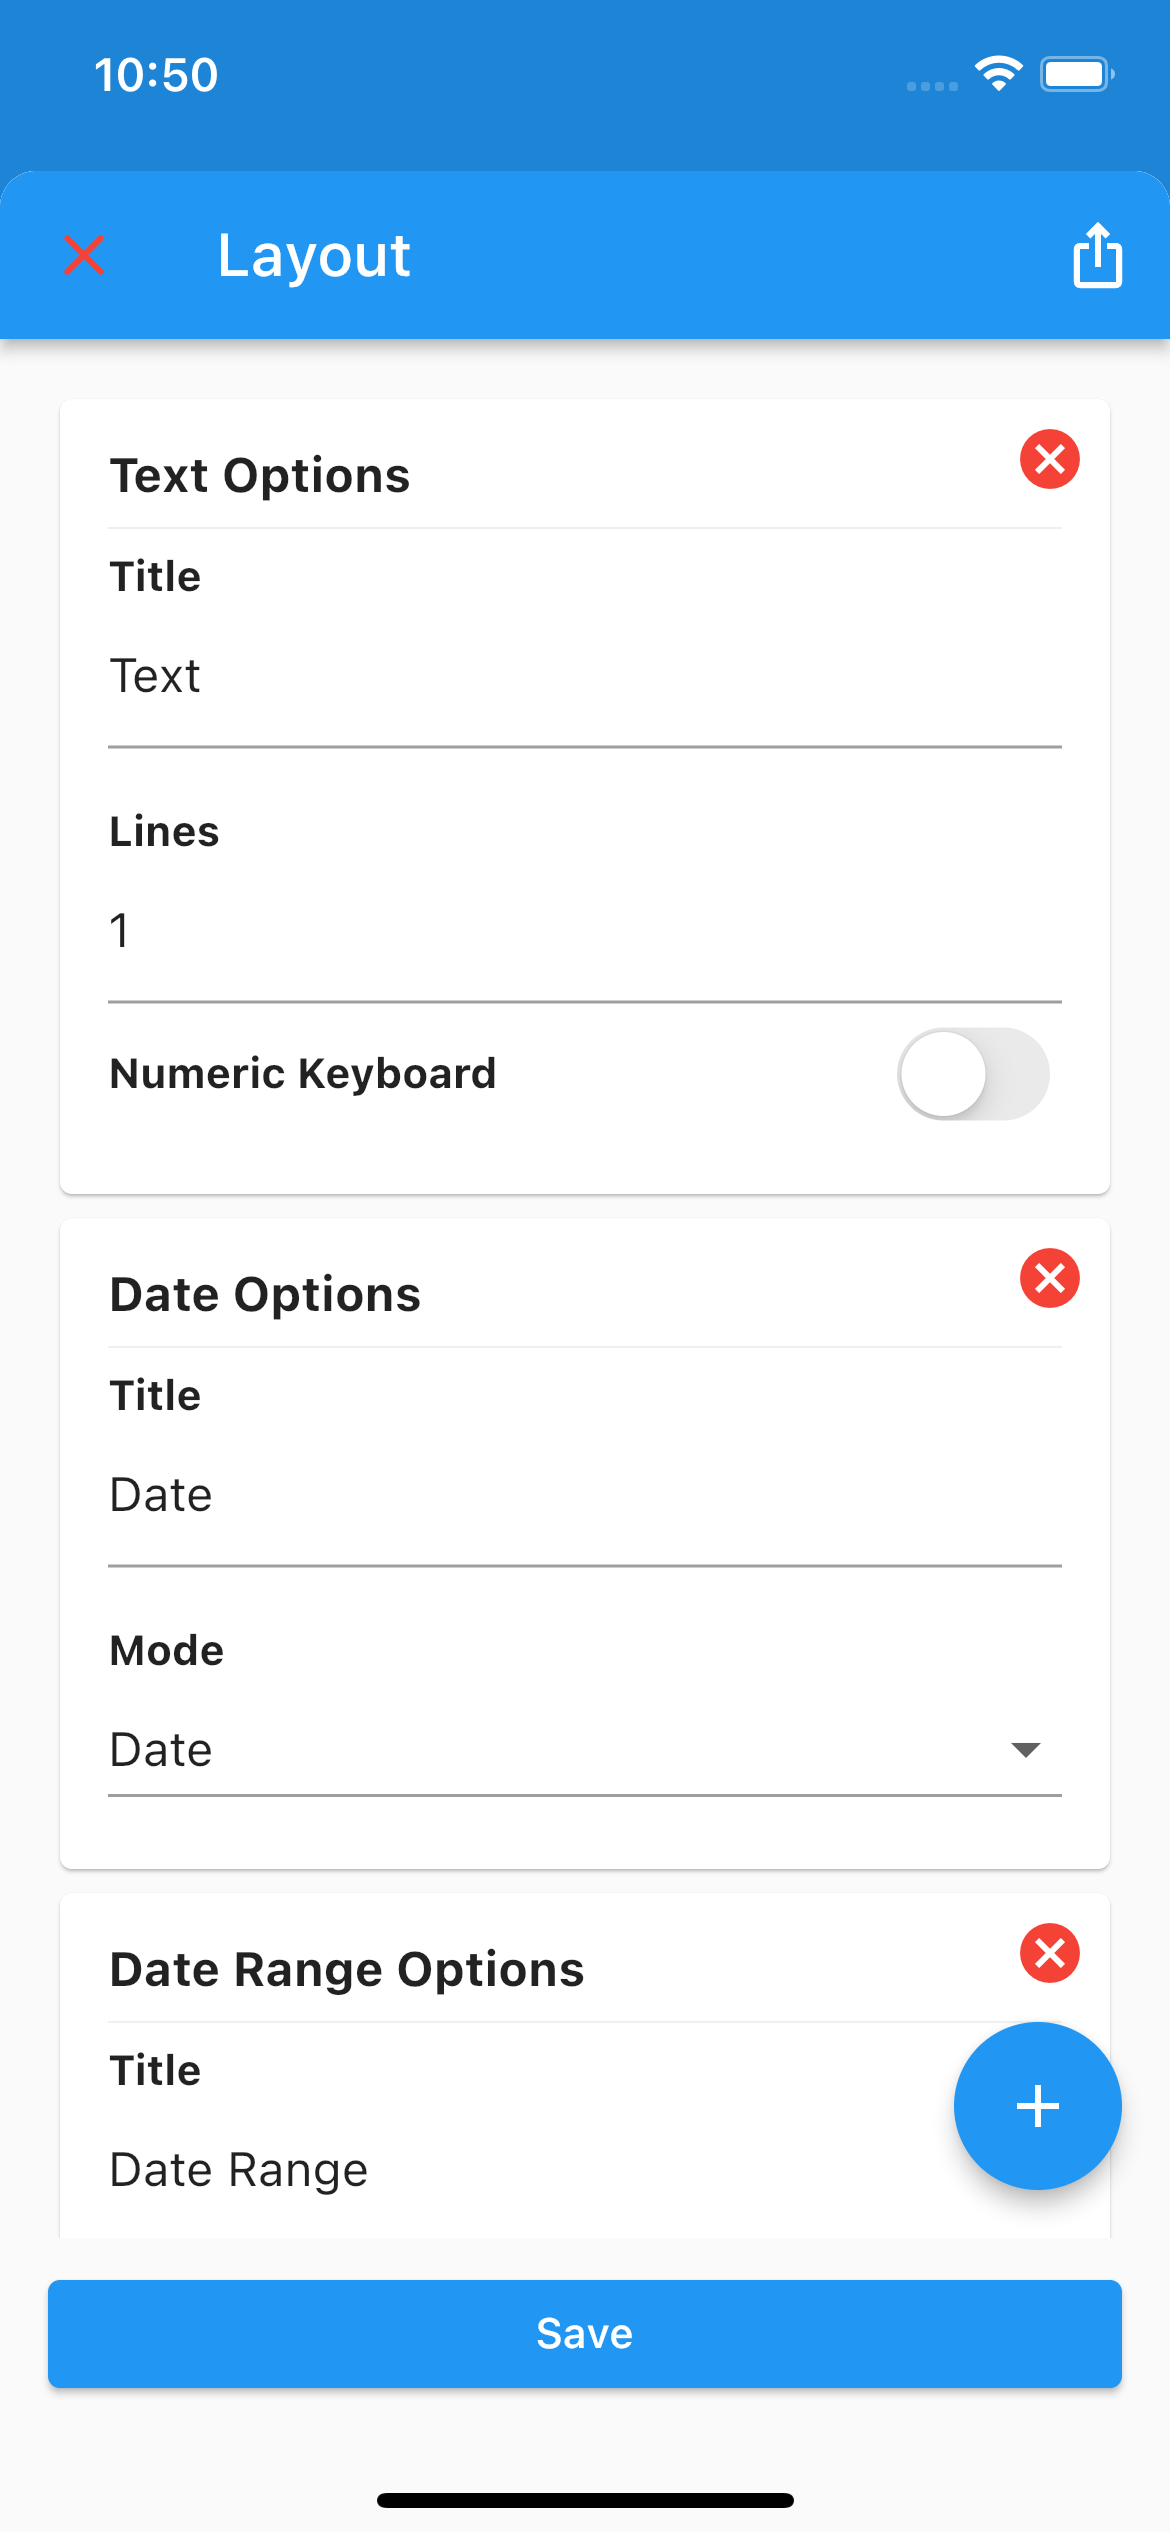 10:50
Layout
Text Options
Title
Text
Lines
1
Numeric Keyboard
Date Options
Title
Date
Mode
Date
Date Range Options
Title
Date Range
Save